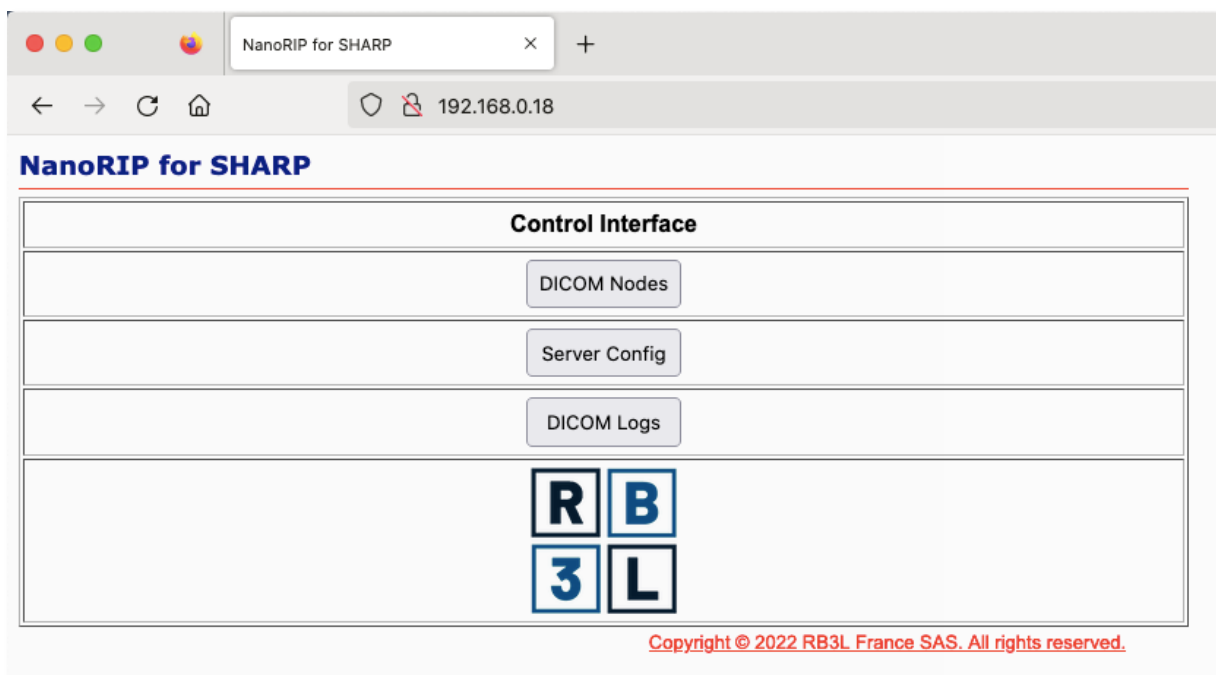 NanoRIP for SHARP
192.168.0.18
NanoRIP for SHARP
Control Interface
DICOM Nodes
Server Config
DICOM Logs
R B
3 L
Copyright © 2022 RB3L France SAS. All rights reserved.